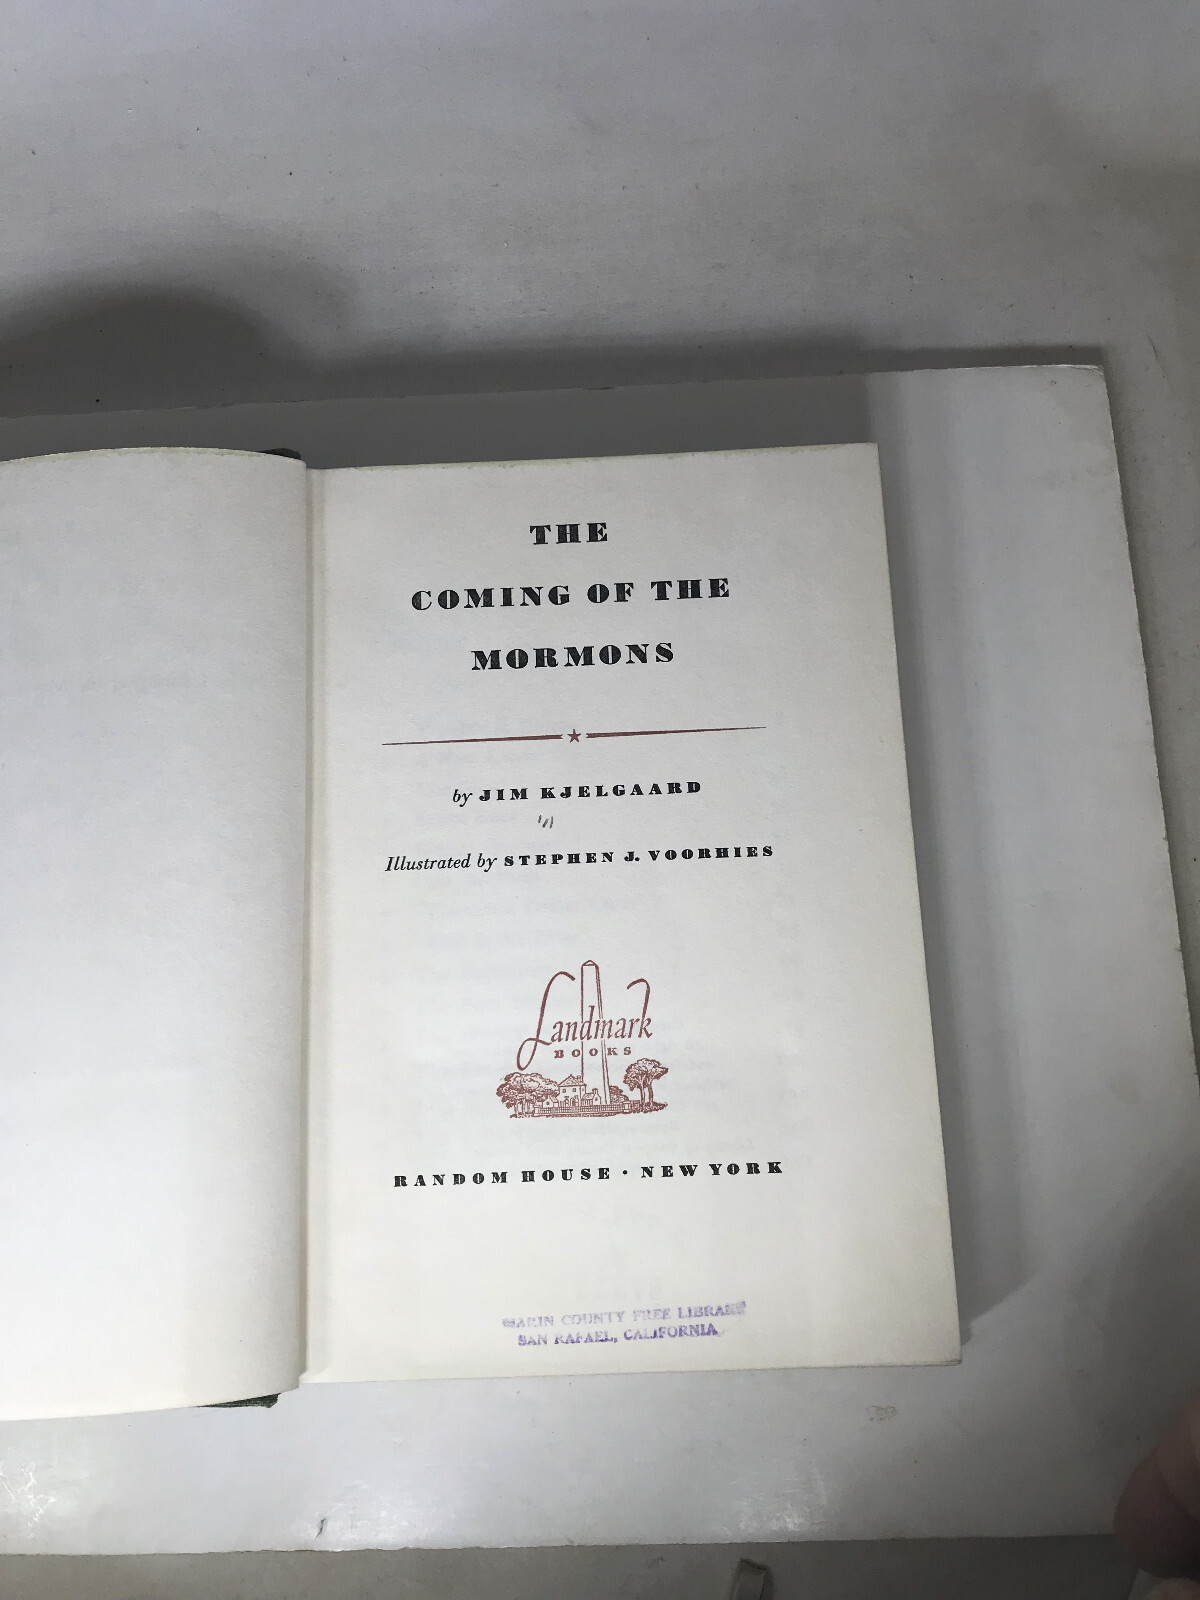 THE
COMING OF THE
MORMONS
by JIM KJELGAARD
Illustrated by STEPHEN J. VOORHIES
Landmark
BOOKS
RANDOM HOUSE · NEW YORK
MARIN COUNTY FREE LIBRARY
SAN RAFAEL, CALIFORNIA